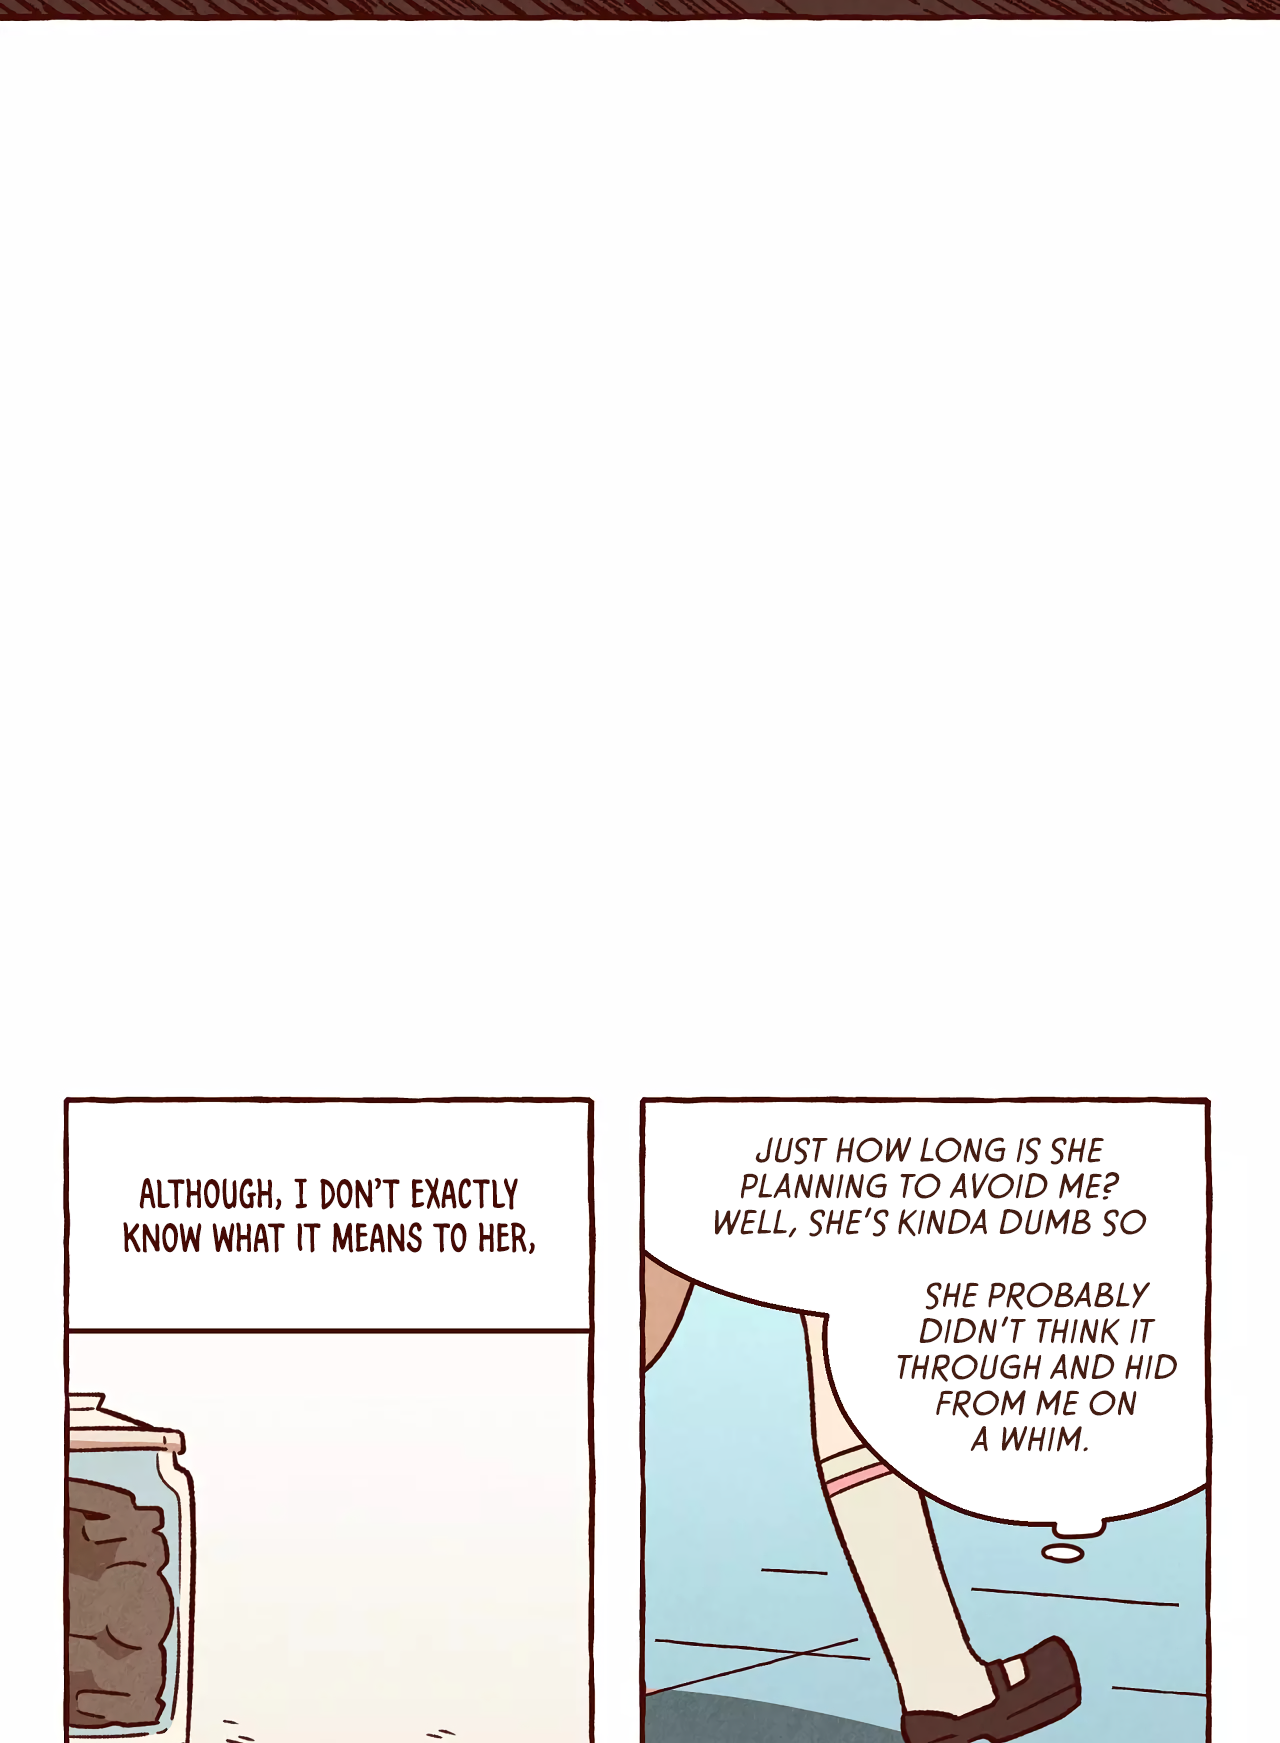 ALTHOUGH, I DON'T EXACTLY
KNOW WHAT IT MEANS TO HER,
JUST HOW LONG IS SHE
PLANNING TO AVOID ME?
WELL, SHE'S KINDA DUMB SO
SHE PROBABLY
DIDN'T THINK IT
THROUGH AND HID
FROM ME ON
A WHIM.